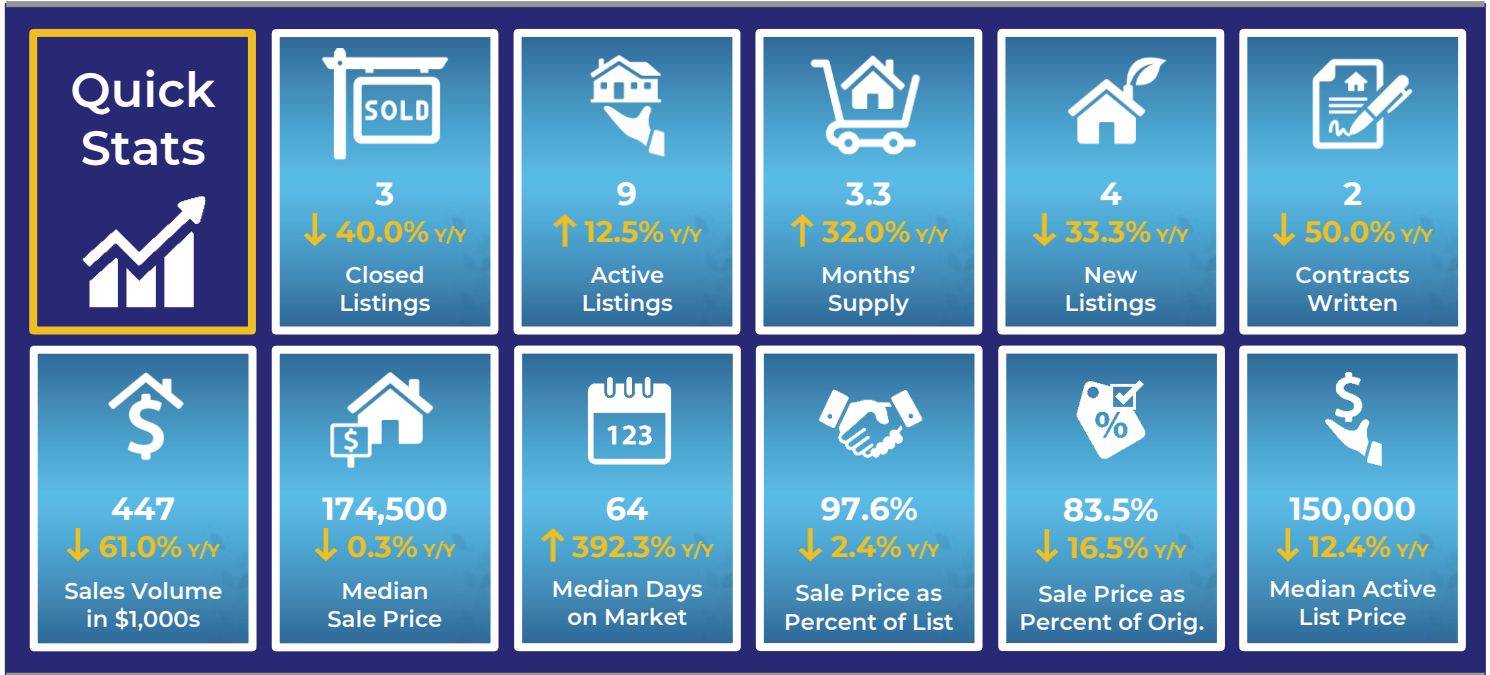 Quick
Stats
SOLD
3
↓ 40.0% Y/Y
Closed
Listings
9
↑ 12.5% Y/Y
Active
Listings
3.3
↑ 32.0% Y/Y
Months’
Supply
4
↓ 33.3% Y/Y
New
Listings
2
↓ 50.0% Y/Y
Contracts
Written
$
447
↓ 61.0% Y/Y
Sales Volume
in $1,000s
$
174,500
↓ 0.3% Y/Y
Median
Sale Price
123
64
↑ 392.3% Y/Y
Median Days
on Market
97.6%
↓ 2.4% Y/Y
Sale Price as
Percent of List
%
83.5%
↓ 16.5% Y/Y
Sale Price as
Percent of Orig.
$
150,000
↓ 12.4% Y/Y
Median Active
List Price